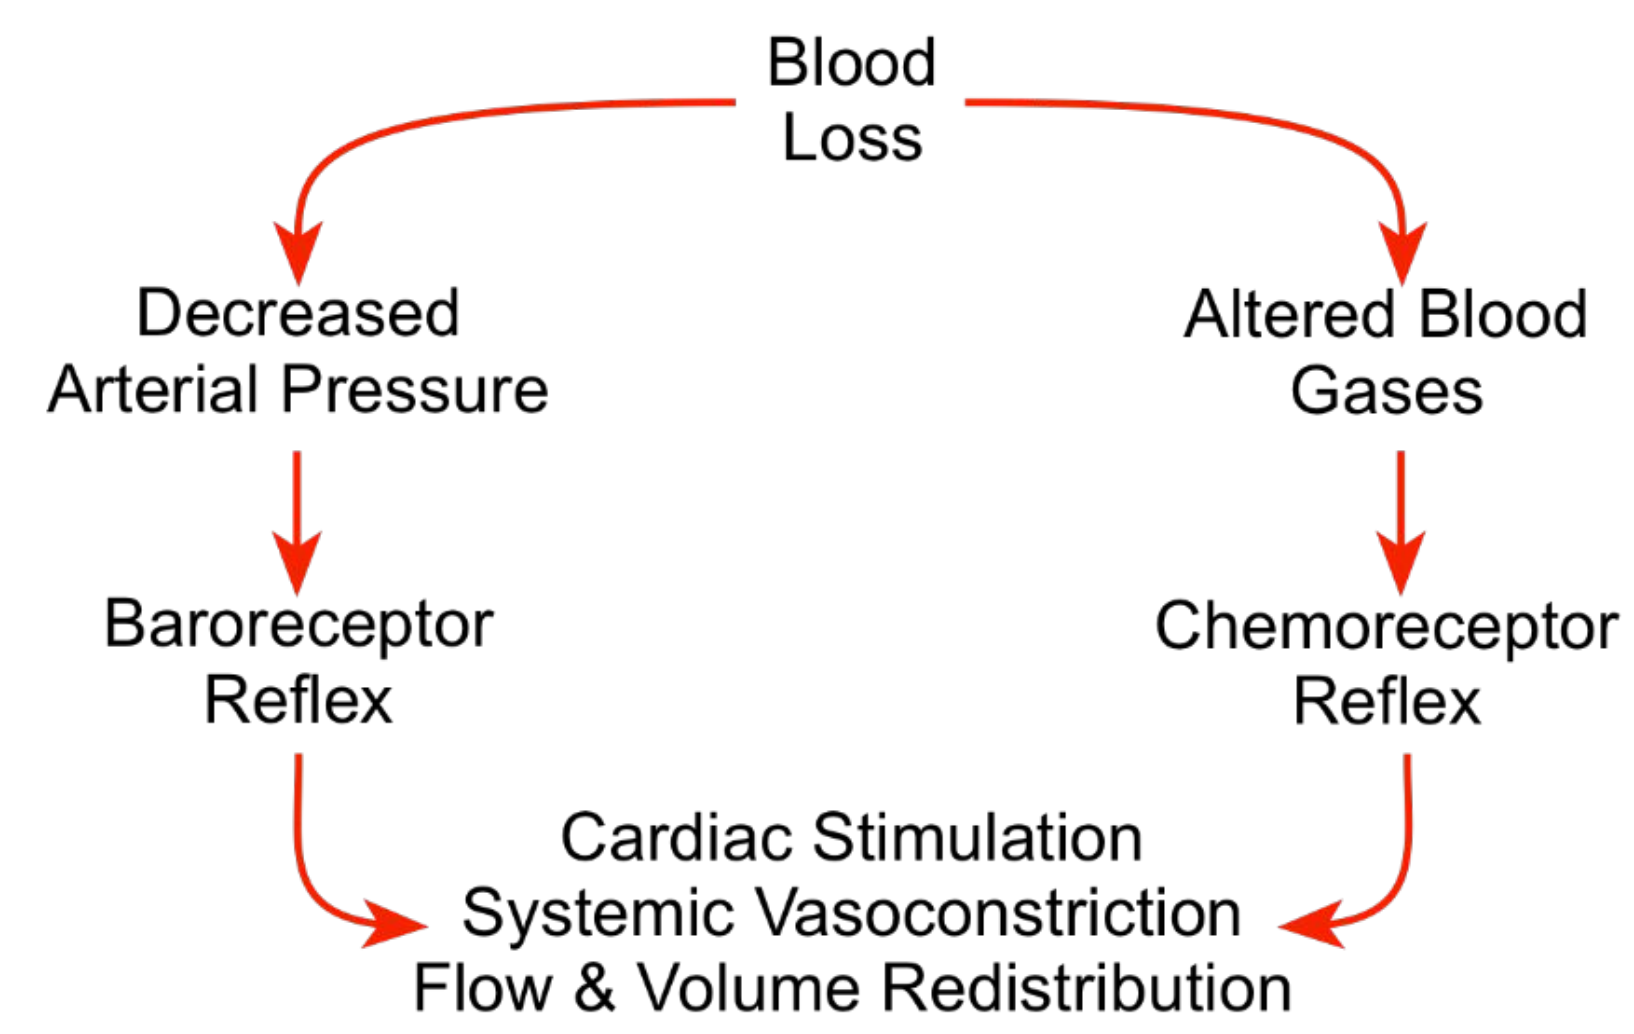 Blood
Loss
Decreased
Arterial Pressure
Altered Blood
Gases
Baroreceptor
Reflex
Chemoreceptor
Reflex
Cardiac Stimulation
Systemic Vasoconstriction
Flow & Volume Redistribution